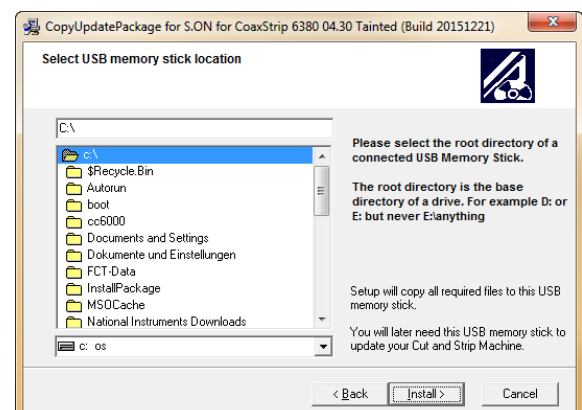 CopyUpdatePackage for S.ON for CoaxStrip 6380 04.30 Tainted (Build 20151221)
Select USB memory stick location
C:\
c:\
$Recycle.Bin
Autorun
boot
cc6000
Documents and Settings
Dokumente und Einstellungen
FCT-Data
InstallPackage
MSOCache
National Instruments Downloads
c: os
Please select the root directory of a
connected USB Memory Stick.
The root directory is the base
directory of a drive. For example D: or
E: but never E:\anything
Setup will copy all required files to this USB
memory stick.
You will later need this USB memory stick to
update your Cut and Strip Machine.
< Back
Install >
Cancel